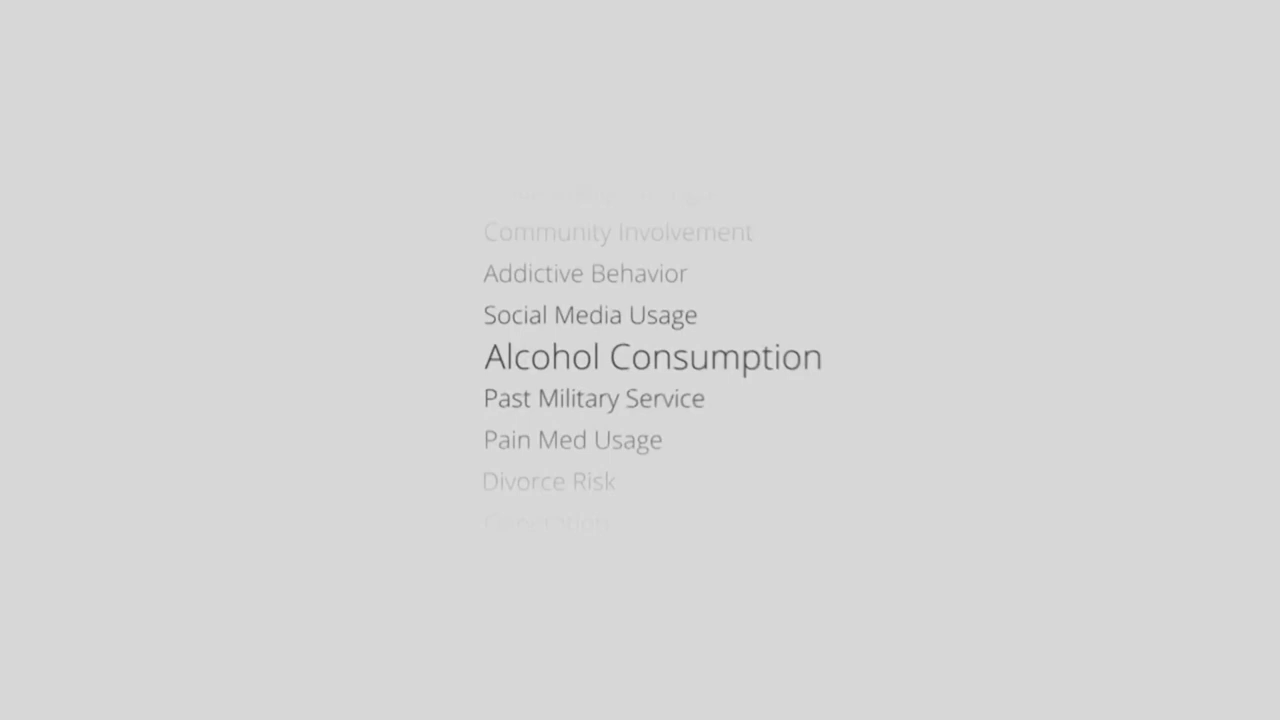 Community Involvement
Addictive Behavior
Social Media Usage
Alcohol Consumption
Past Military Service
Pain Med Usage
Divorce Risk